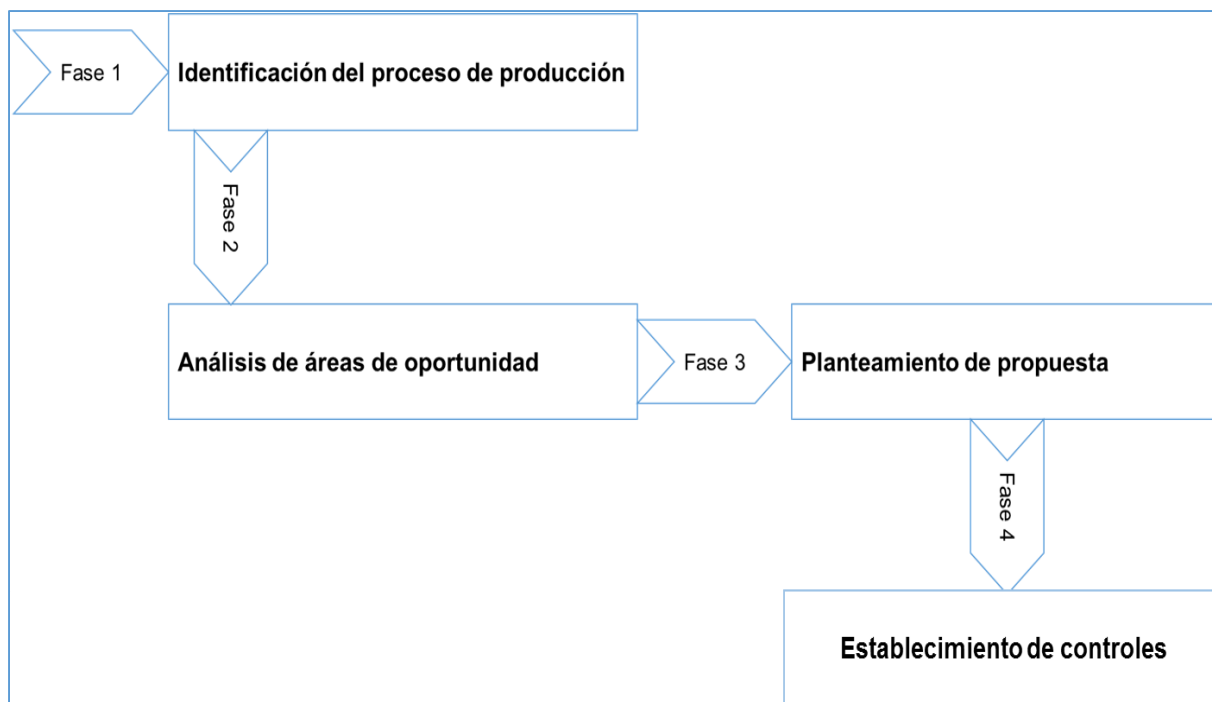 Fase 1
Identificación del proceso de producción
Fase 2
Análisis de áreas de oportunidad
Fase 3
Planteamiento de propuesta
Fase 4
Establecimiento de controles